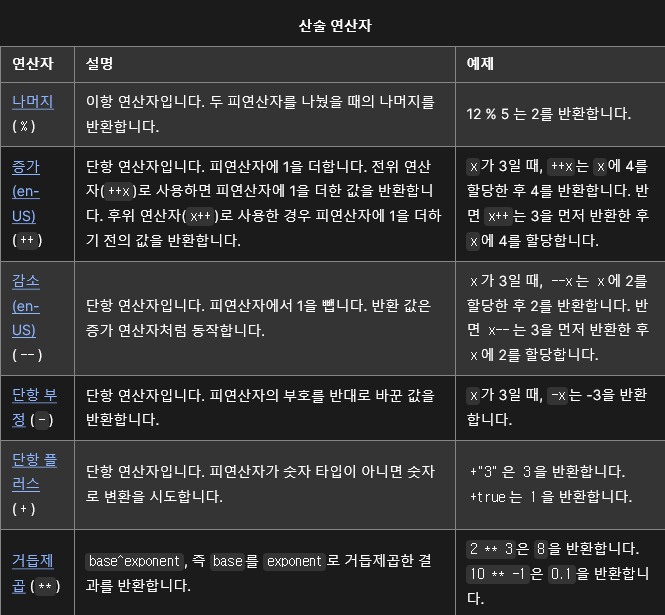 산술 연산자
연산자 설명 예제
나머지
(%)
이항 연산자입니다. 두 피연산자를 나눴을 때의 나머지를
반환합니다.
12 % 5 는 2를 반환합니다.
증가
(en-
US)
(++)
단항 연산자입니다. 피연산자에 1을 더합니다. 전위 연산
자(++x)로 사용하면 피연산자에 1을 더한 값을 반환합니
다. 후위 연산자(x++)로 사용한 경우 피연산자에 1을 더하
기 전의 값을 반환합니다.
x가 3일 때, ++x는 x에 4를
할당한 후 4를 반환합니다. 반
면 x++는 3을 먼저 반환한 후
x에 4를 할당합니다.
감소
(en-
US)
(--)
단항 연산자입니다. 피연산자에서 1을 뺍니다. 반환 값은
증가 연산자처럼 동작합니다.
x가 3일 때, --x는 x에 2를
할당한 후 2를 반환합니다. 반
면 x--는 3을 먼저 반환한 후
x에 2를 할당합니다.
단항 부
정 (-)
단항 연산자입니다. 피연산자의 부호를 반대로 바꾼 값을
반환합니다.
x가 3일 때, -x는 -3을 반환
합니다.
단항 플
러스
(+)
단항 연산자입니다. 피연산자가 숫자 타입이 아니면 숫자
로 변환을 시도합니다.
+"3"은 3을 반환합니다.
+true는 1을 반환합니다.
거듭제
곱 (**)
base^exponent, 즉 base를 exponent로 거듭제곱한 결
과를 반환합니다.
2 ** 3은 8을 반환합니다.
10 ** -1은 0.1을 반환합니
다.